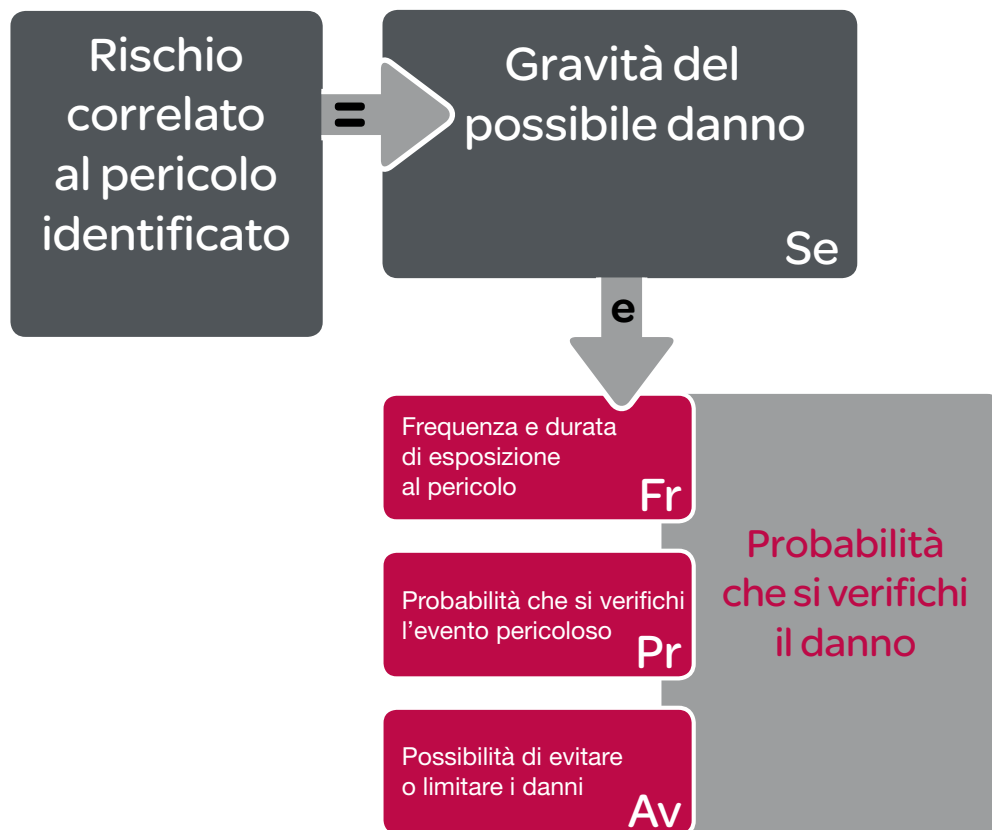 Rischio
correlato
al pericolo
identificato
=
Gravità del
possibile danno
Se
e
Frequenza e durata
di esposizione
al pericolo
Fr
Probabilità che si verifichi
l'evento pericoloso
Pr
Possibilità di evitare
o limitare i danni
Av
Probabilità
che si verifichi
il danno